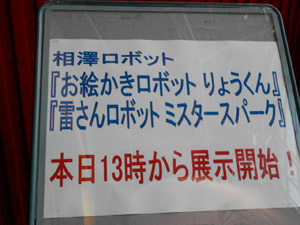 相澤ロボット
『お絵かきロボット りょうくん』
『雷さんロボット ミスタースパーク』
本日13時から展示開始！